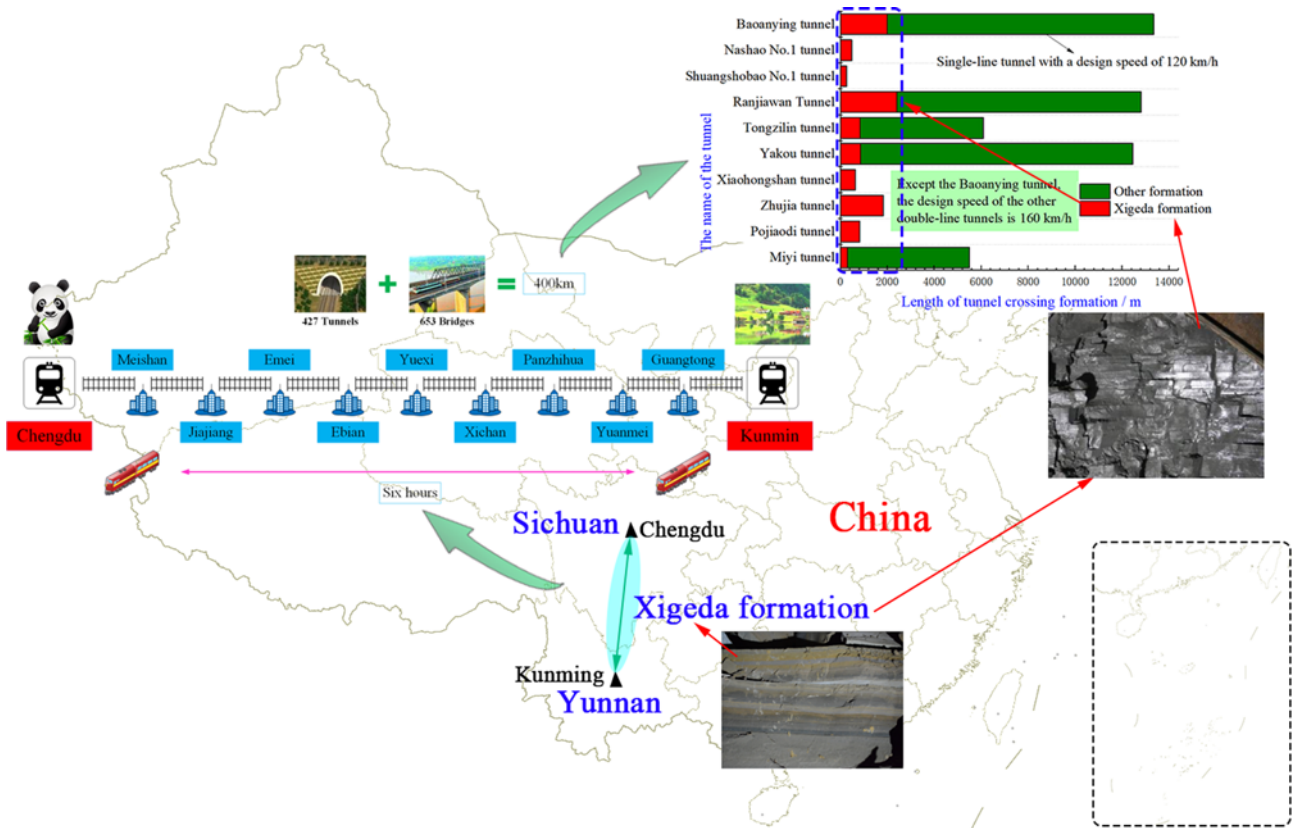 Baoanying tunnel
Nashao No.1 tunnel
Shuangshobao No.1 tunnel
Ranjiawan Tunnel
Tongzilin tunnel
Yakou tunnel
Xiaohongshan tunnel
Zhujia tunnel
Pojiaodi tunnel
Miyi tunnel
The name of the tunnel
Single-line tunnel with a design speed of 120 km/h
Except the Baoanying tunnel,
the design speed of the other
double-line tunnels is 160 km/h
Other formation
Xigeda formation
0 2000 4000 6000 8000 10000 12000 14000
Length of tunnel crossing formation / m
+ = 400km
427 Tunnels
653 Bridges
Meishan Emei Yuexi Panzhihua Guangtong
Chengdu Jiajiang Ebian Xichan Yuanmei Kunmin
Six hours
Sichuan
Chengdu
China
Xigeda formation
Kunming
Yunnan